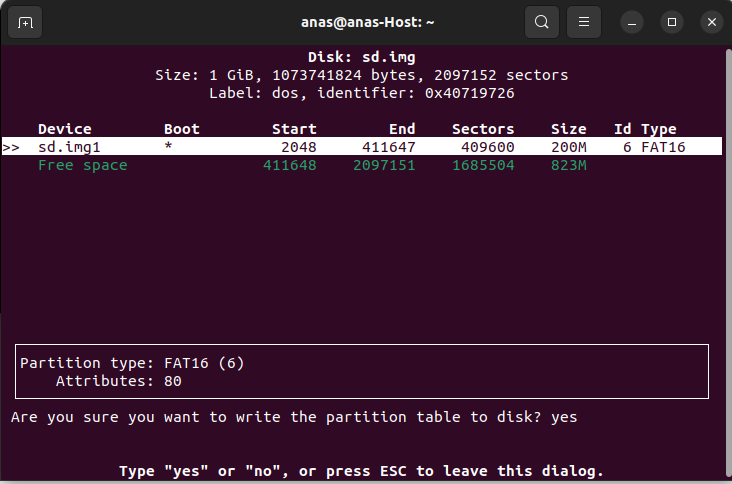 anas@anas-Host: ~
Disk: sd.img
Size: 1 GiB, 1073741824 bytes, 2097152 sectors
Label: dos, identifier: 0x40719726
Device Boot Start End Sectors Size Id Type
>> sd.img1 * 2048 411647 409600 200M 6 FAT16
Free space 411648 2097151 1685504 823M
Partition type: FAT16 (6)
Attributes: 80
Are you sure you want to write the partition table to disk? yes
Type "yes" or "no", or press ESC to leave this dialog.